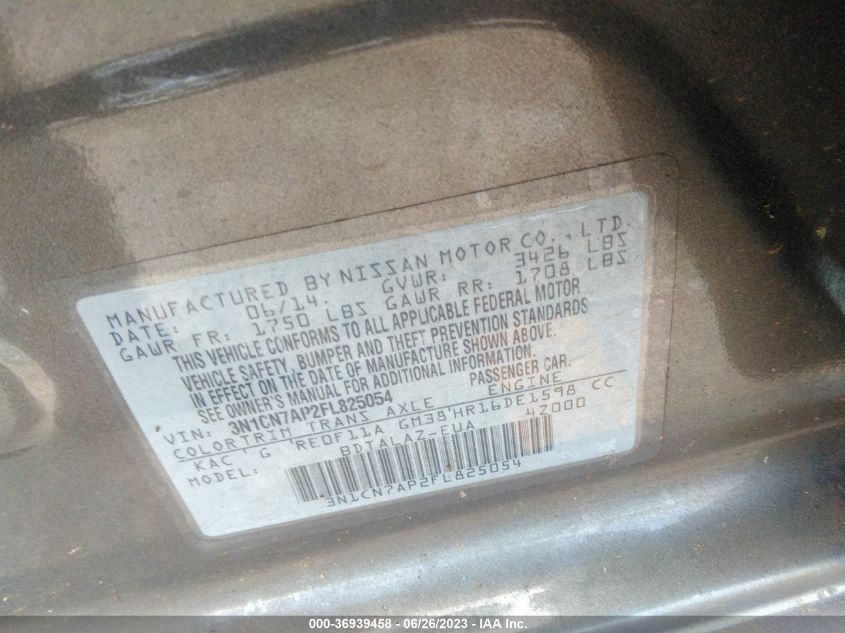 MANUFACTURED BY NISSAN MOTOR CO., LTD.
DATE: 06/14 GVWR: 3426 LBS
GAWR FR: 1750 LBS GAWR RR: 1708 LBS
THIS VEHICLE CONFORMS TO ALL APPLICABLE FEDERAL MOTOR
VEHICLE SAFETY, BUMPER AND THEFT PREVENTION STANDARDS
IN EFFECT ON THE DATE OF MANUFACTURE SHOWN ABOVE.
SEE OWNER'S MANUAL FOR ADDITIONAL INFORMATION.
VIN: 3N1CN7AP2FL825054 PASSENGER CAR.
COLOR TRIM TRANS AXLE ENGINE
KAC G RE0F11A GM39 HR16DE1598 CC
MODEL: BDTALAZ-EUA 4Z000
3N1CN7AP2FL825054
000-36939458 - 06/26/2023 - IAA Inc.